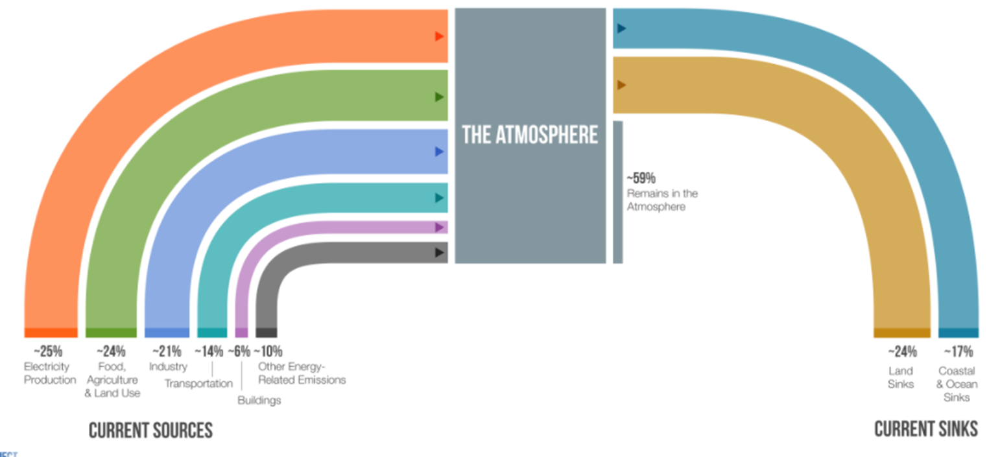 THE ATMOSPHERE
~59%
Remains in the
Atmosphere
~25%
Electricity
Production
~24%
Food,
Agriculture
& Land Use
~21%
Industry
~14%
Transportation
~6%
Buildings
~10%
Other Energy-
Related Emissions
CURRENT SOURCES
~24%
Land
Sinks
~17%
Coastal
& Ocean
Sinks
CURRENT SINKS